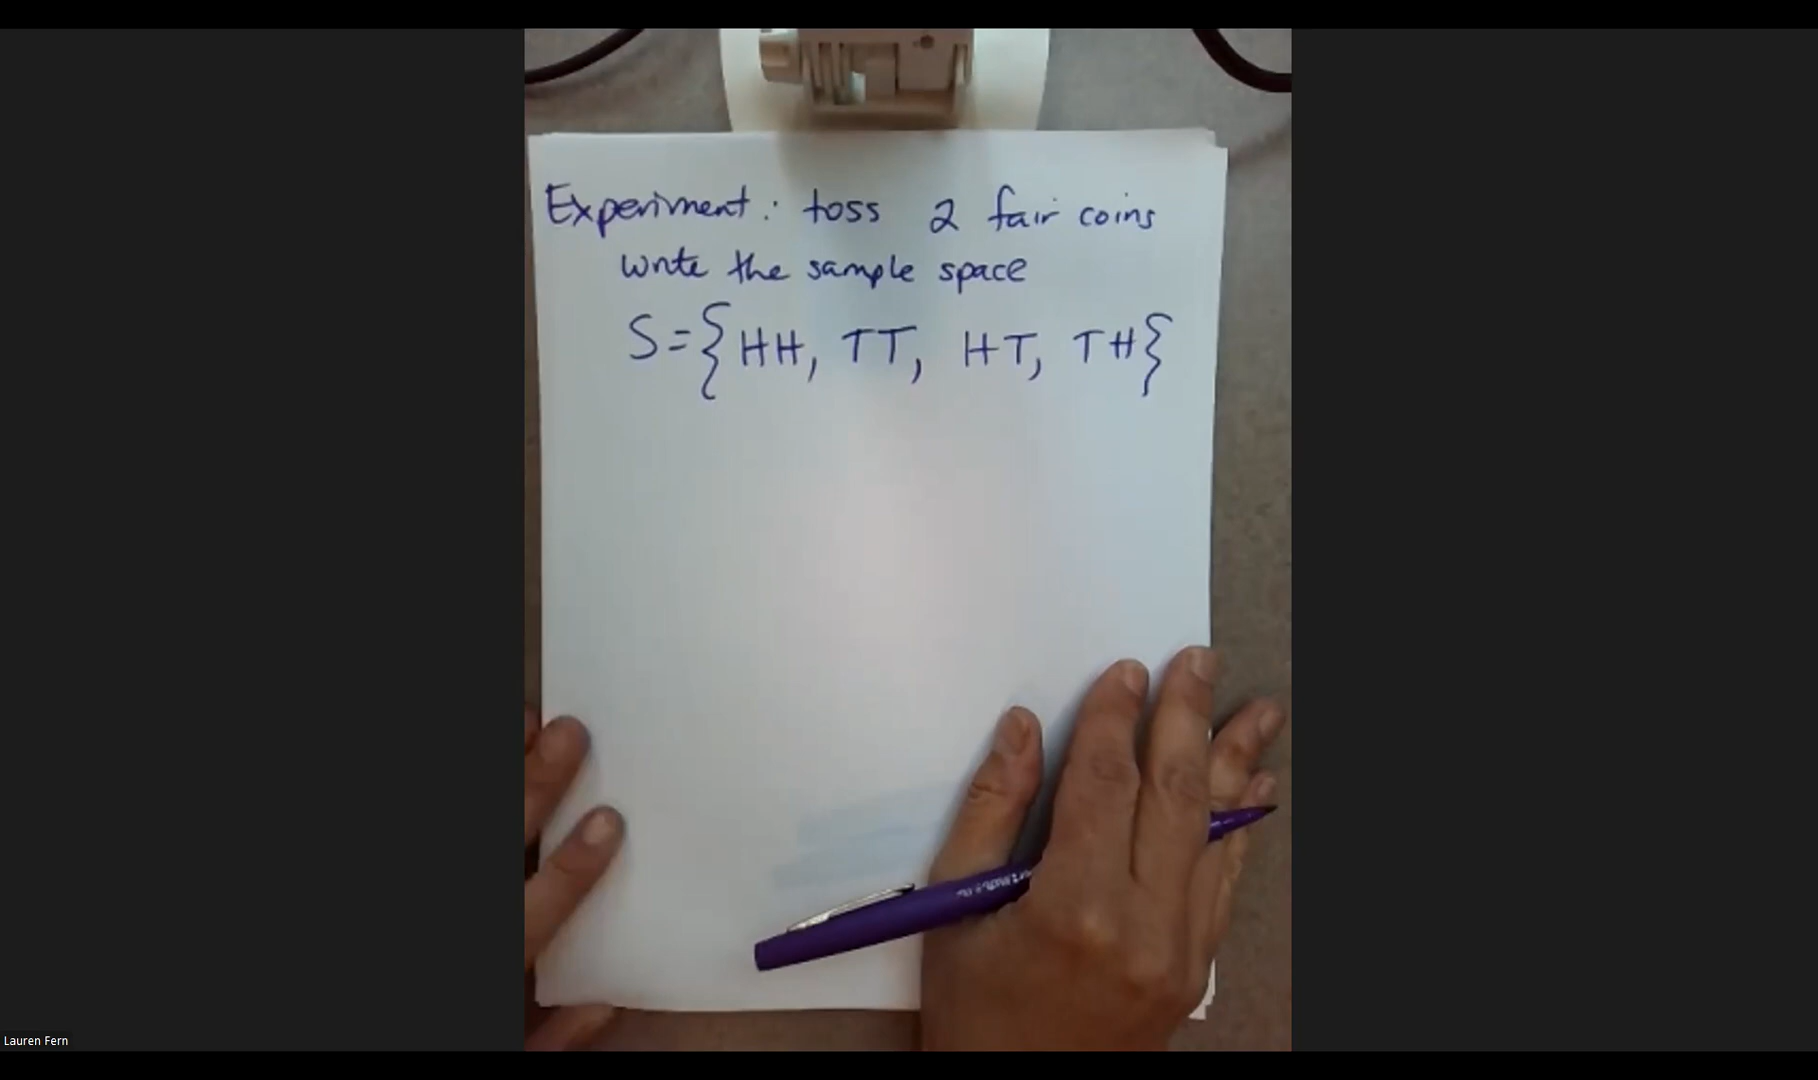 Experiment: toss 2 fair coins
write the sample space
S={HH, TT, HT, TH}
Lauren Fern